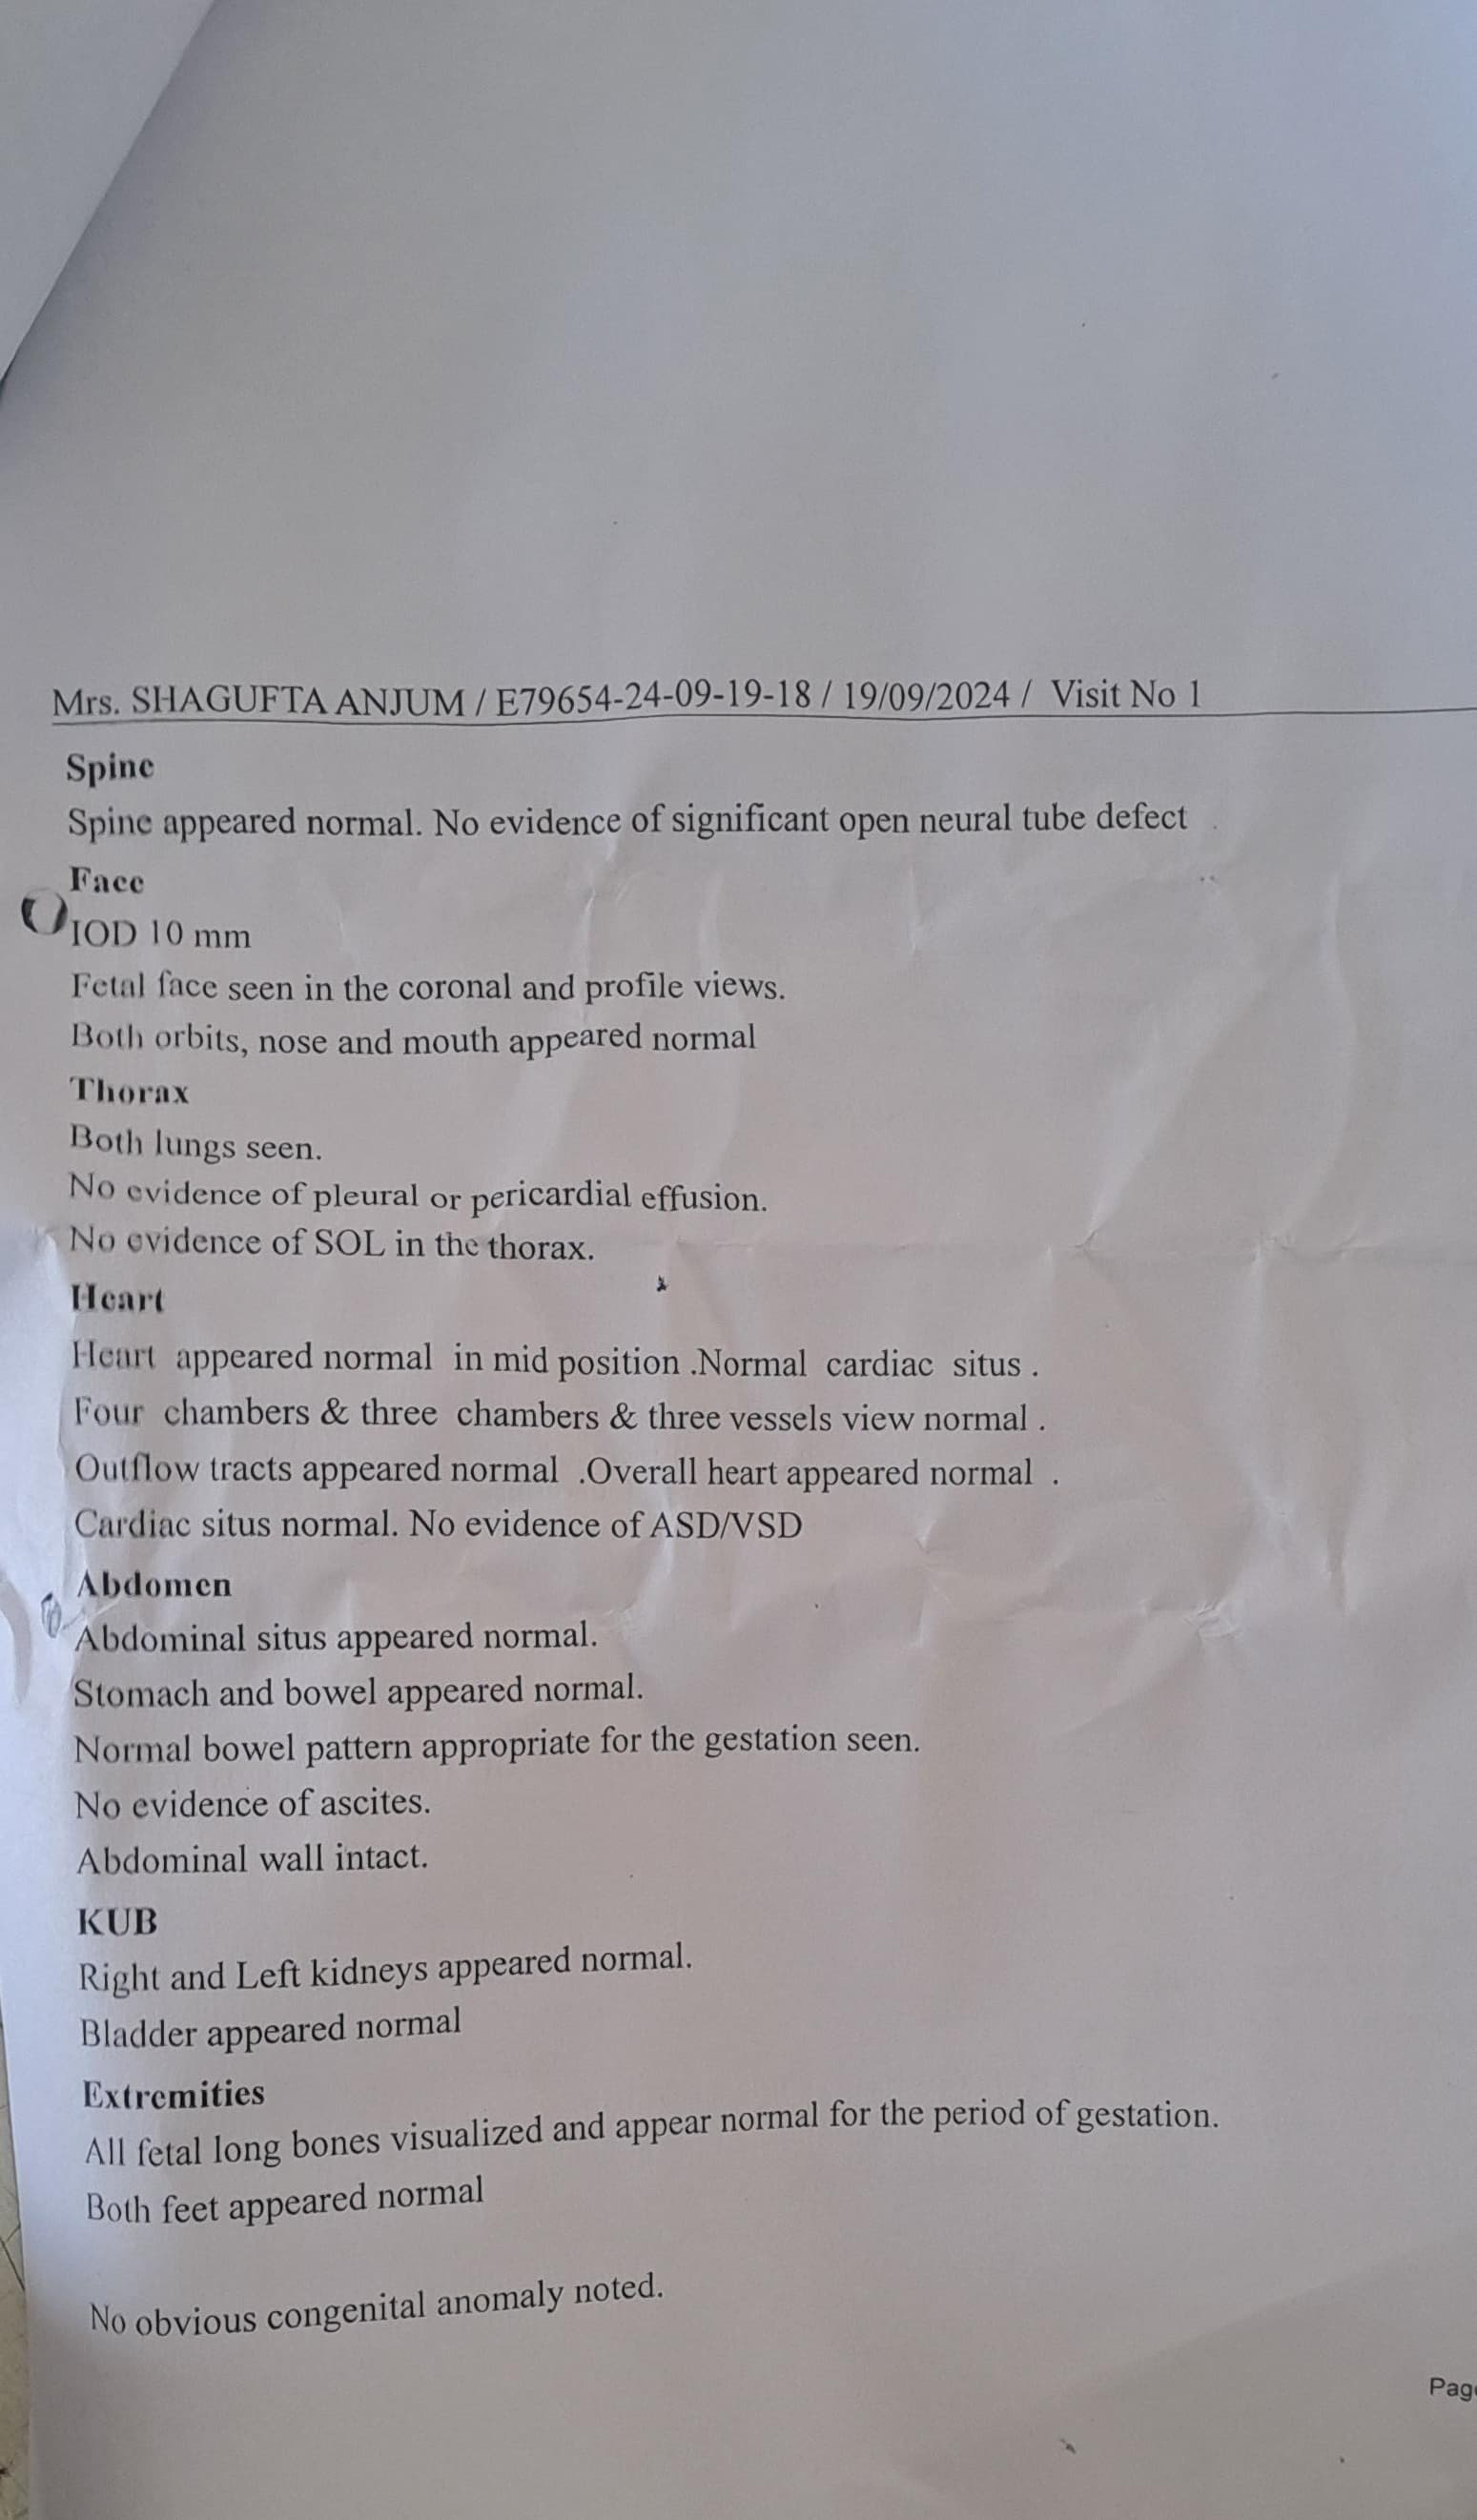 Mrs. SHAGUFTA ANJUM / E79654-24-09-19-18 / 19/09/2024 / Visit No 1
Spine
Spine appeared normal. No evidence of significant open neural tube defect .
Face
IOD 10 mm
Fetal face seen in the coronal and profile views.
Both orbits, nose and mouth appeared normal
Thorax
Both lungs seen.
No evidence of pleural or pericardial effusion.
No evidence of SOL in the thorax.
Heart
Heart appeared normal in mid position .Normal cardiac situs .
Four chambers & three chambers & three vessels view normal .
Outflow tracts appeared normal .Overall heart appeared normal .
Cardiac situs normal. No evidence of ASD/VSD
Abdomen
Abdominal situs appeared normal.
Stomach and bowel appeared normal.
Normal bowel pattern appropriate for the gestation seen.
No evidence of ascites.
Abdominal wall intact.
KUB
Right and Left kidneys appeared normal.
Bladder appeared normal
Extremities
All fetal long bones visualized and appear normal for the period of gestation.
Both feet appeared normal
No obvious congenital anomaly noted.